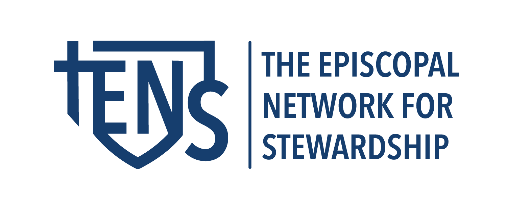 TENS
THE EPISCOPAL
NETWORK FOR
STEWARDSHIP